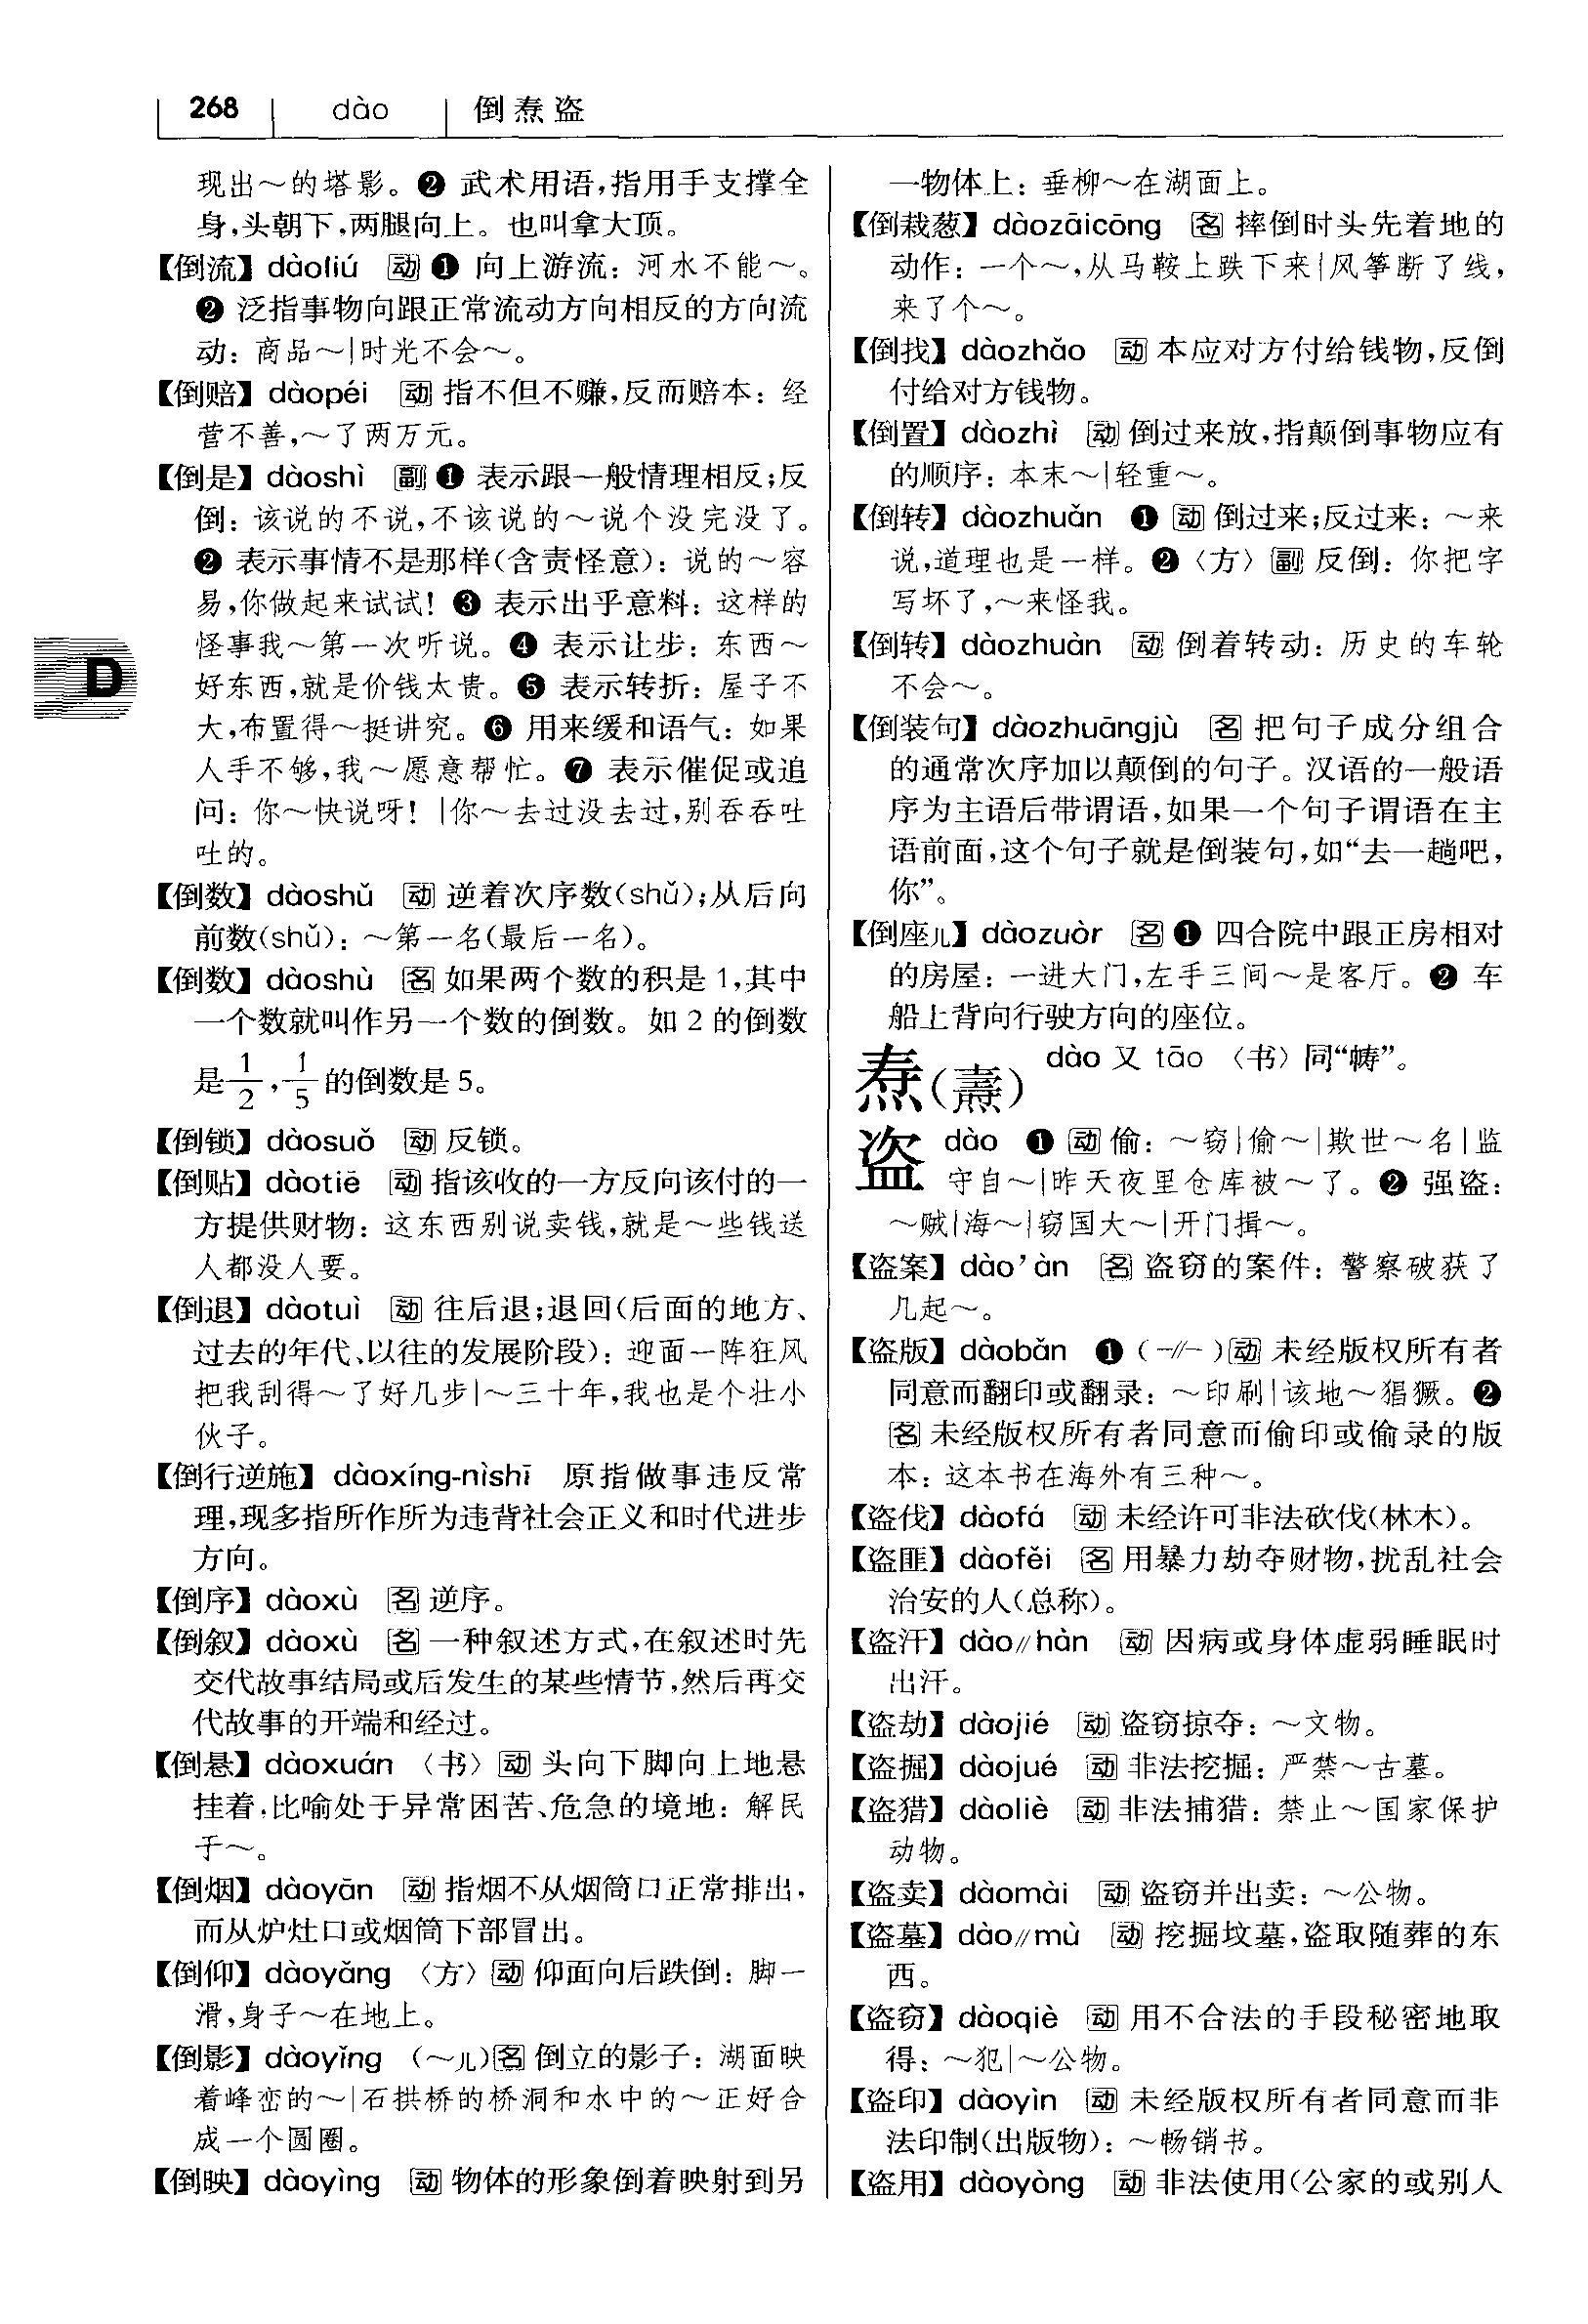 268 dào 倒焘盗
现出～的塔影。❷ 武术用语,指用手支撑全
身,头朝下,两腿向上。也叫拿大顶。
【倒流】dàoliú 动❶ 向上游流：河水不能～。
❷ 泛指事物向跟正常流动方向相反的方向流
动：商品～|时光不会～。
【倒赔】dàopéi 动 指不但不赚,反而赔本：经
营不善,～了两万元。
【倒是】dàoshì 副❶ 表示跟一般情理相反;反
倒：该说的不说,不该说的～说个没完没了。
❷ 表示事情不是那样(含责怪意)：说的～容
易,你做起来试试! ❸ 表示出乎意料：这样的
怪事我～第一次听说。❹ 表示让步：东西～
好东西,就是价钱太贵。❺ 表示转折：屋子不
大,布置得～挺讲究。❻ 用来缓和语气：如果
人手不够,我～愿意帮忙。❼ 表示催促或追
问：你～快说呀! |你～去过没去过,别吞吞吐
吐的。
【倒数】dàoshǔ 动 逆着次序数(shǔ);从后向
前数(shǔ)：～第一名(最后一名)。
【倒数】dàoshù 名 如果两个数的积是 1,其中
一个数就叫作另一个数的倒数。如 2 的倒数
是1/2,1/5的倒数是 5。
【倒锁】dàosuǒ 动 反锁。
【倒贴】dàotiē 动 指该收的一方反向该付的一
方提供财物：这东西别说卖钱,就是～些钱送
人都没人要。
【倒退】dàotuì 动 往后退;退回(后面的地方、
过去的年代、以往的发展阶段)：迎面一阵狂风
把我刮得～了好几步|～三十年,我也是个壮小
伙子。
【倒行逆施】dàoxíng-nìshī 原指做事违反常
理,现多指所作所为违背社会正义和时代进步
方向。
【倒序】dàoxù 名 逆序。
【倒叙】dàoxù 名 一种叙述方式,在叙述时先
交代故事结局或后发生的某些情节,然后再交
代故事的开端和经过。
【倒悬】dàoxuán 〈书〉动 头向下脚向上地悬
挂着,比喻处于异常困苦、危急的境地：解民
于～。
【倒烟】dàoyān 动 指烟不从烟筒口正常排出,
而从炉灶口或烟筒下部冒出。
【倒仰】dàoyǎng 〈方〉动 仰面向后跌倒：脚一
滑,身子～在地上。
【倒影】dàoyǐng (～儿)名 倒立的影子：湖面映
着峰峦的～|石拱桥的桥洞和水中的～正好合
成一个圆圈。
【倒映】dàoyìng 动 物体的形象倒着映射到另
一物体上：垂柳～在湖面上。
【倒栽葱】dàozāicōng 名 摔倒时头先着地的
动作：一个～,从马鞍上跌下来|风筝断了线,
来了个～。
【倒找】dàozhǎo 动 本应对方付给钱物,反倒
付给对方钱物。
【倒置】dàozhì 动 倒过来放,指颠倒事物应有
的顺序：本末～|轻重～。
【倒转】dàozhuǎn ❶ 动 倒过来;反过来：～来
说,道理也是一样。❷〈方〉副 反倒：你把字
写坏了,～来怪我。
【倒转】dàozhuàn 动 倒着转动：历史的车轮
不会～。
【倒装句】dàozhuāngjù 名 把句子成分组合
的通常次序加以颠倒的句子。汉语的一般语
序为主语后带谓语,如果一个句子谓语在主
语前面,这个句子就是倒装句,如“去一趟吧,
你”。
【倒座儿】dàozuòr 名❶ 四合院中跟正房相对
的房屋：一进大门,左手三间～是客厅。❷ 车
船上背向行驶方向的座位。
焘(燾) dào 又 tāo 〈书〉同“帱”。
盗 dào ❶ 动 偷：～窃|偷～|欺世～名|监
守自～|昨天夜里仓库被～了。❷ 强盗：
～贼|海～|窃国大～|开门揖～。
【盗案】dào'àn 名 盗窃的案件：警察破获了
几起～。
【盗版】dàobǎn ❶ (-//-)动 未经版权所有者
同意而翻印或翻录：～印刷|该地～猖獗。❷
名 未经版权所有者同意而偷印或偷录的版
本：这本书在海外有三种～。
【盗伐】dàofá 动 未经许可非法砍伐(林木)。
【盗匪】dàofěi 名 用暴力劫夺财物,扰乱社会
治安的人(总称)。
【盗汗】dào//hàn 动 因病或身体虚弱睡眠时
出汗。
【盗劫】dàojié 动 盗窃掠夺：～文物。
【盗掘】dàojué 动 非法挖掘：严禁～古墓。
【盗猎】dàoliè 动 非法捕猎：禁止～国家保护
动物。
【盗卖】dàomài 动 盗窃并出卖：～公物。
【盗墓】dào//mù 动 挖掘坟墓,盗取随葬的东
西。
【盗窃】dàoqiè 动 用不合法的手段秘密地取
得：～犯|～公物。
【盗印】dàoyìn 动 未经版权所有者同意而非
法印制(出版物)：～畅销书。
【盗用】dàoyòng 动 非法使用(公家的或别人
D